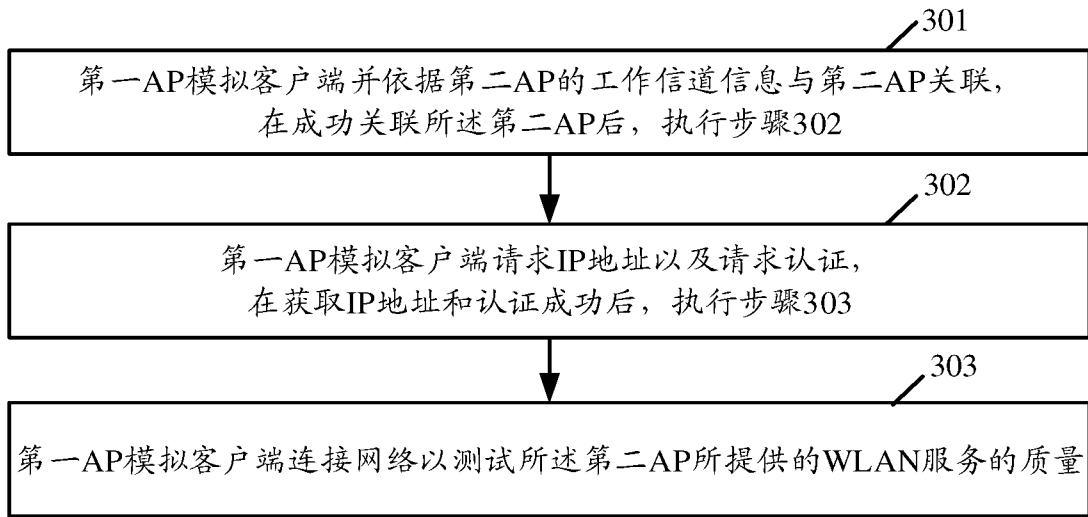 301
第一AP模拟客户端并依据第二AP的工作信道信息与第二AP关联，
在成功关联所述第二AP后，执行步骤302
302
第一AP模拟客户端请求IP地址以及请求认证，
在获取IP地址和认证成功后，执行步骤303
303
第一AP模拟客户端连接网络以测试所述第二AP所提供的WLAN服务的质量